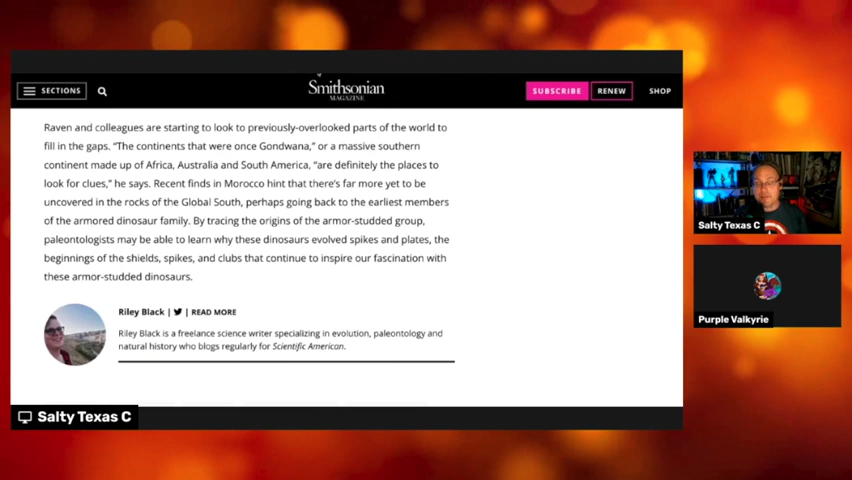 SECTIONS
Smithsonian
MAGAZINE
SUBSCRIBE
RENEW
SHOP
Raven and colleagues are starting to look to previously-overlooked parts of the world to
fill in the gaps. “The continents that were once Gondwana,” or a massive southern
continent made up of Africa, Australia and South America, “are definitely the places to
look for clues,” he says. Recent finds in Morocco hint that there’s far more yet to be
uncovered in the rocks of the Global South, perhaps going back to the earliest members
of the armored dinosaur family. By tracing the origins of the armor-studded group,
paleontologists may be able to learn why these dinosaurs evolved spikes and plates, the
beginnings of the shields, spikes, and clubs that continue to inspire our fascination with
these armor-studded dinosaurs.
Riley Black | | READ MORE
Riley Black is a freelance science writer specializing in evolution, paleontology and
natural history who blogs regularly for Scientific American.
Salty Texas C
Salty Texas C
Purple Valkyrie